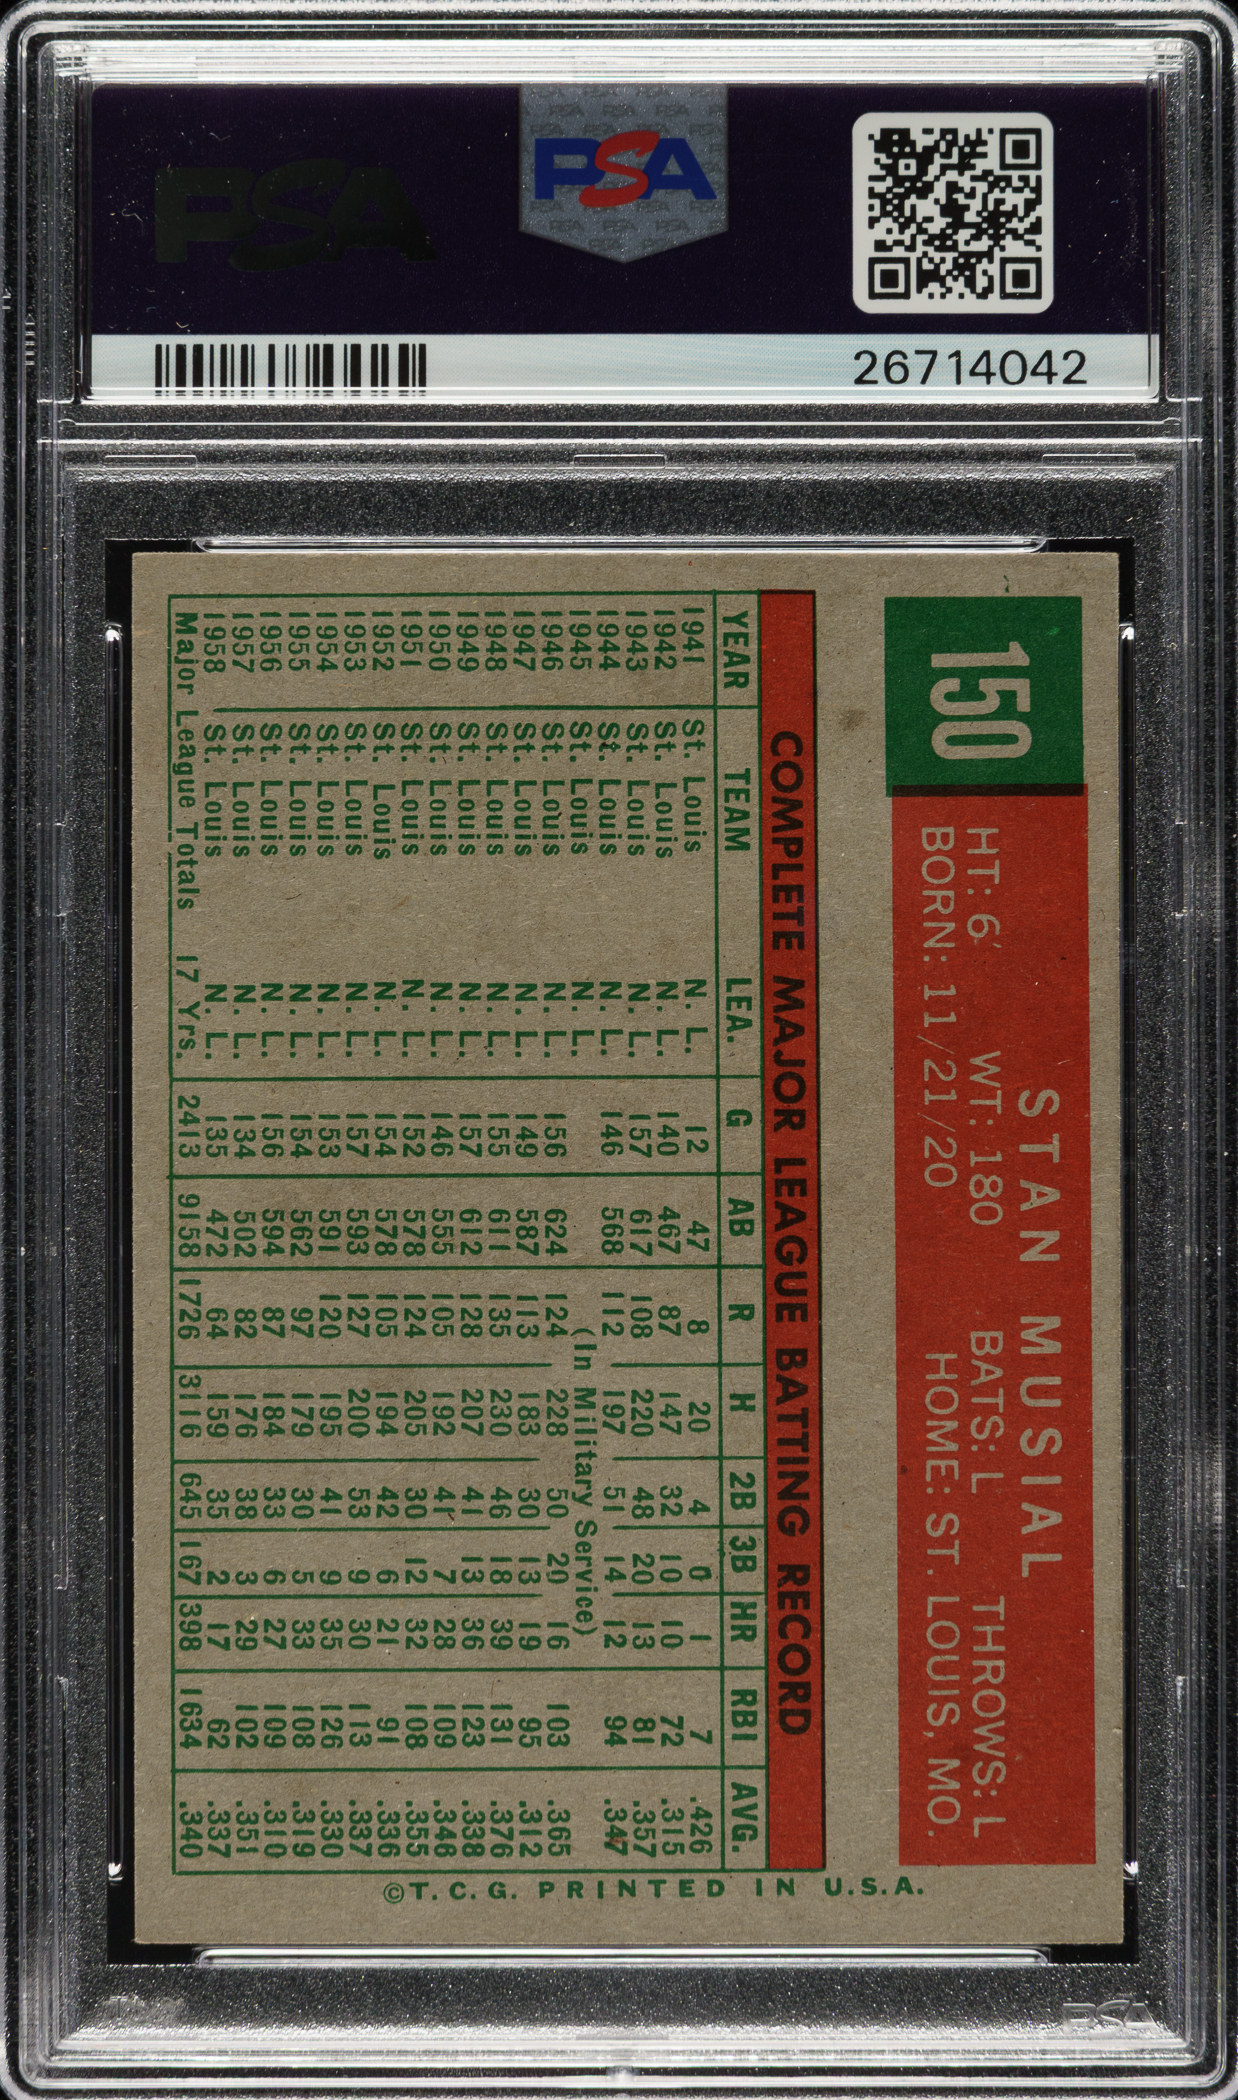 PSA
PSA
26714042
150
STAN MUSIAL
HT: 6' WT: 180 BATS: L THROWS: L
BORN: 11/21/20 HOME: ST. LOUIS, MO.
COMPLETE MAJOR LEAGUE BATTING RECORD
YEAR TEAM LEA. G AB R H 2B 3B HR RBI AVG.
1941 St. Louis N. L. 12 47 8 20 4 0 1 7 .426
1942 St. Louis N. L. 140 467 87 147 32 10 10 72 .315
1943 St. Louis N. L. 157 617 108 220 48 20 13 81 .357
1944 St. Louis N. L. 146 568 112 197 51 14 12 94 .347
1945 St. Louis N. L. (In Military Service)
1946 St. Louis N. L. 156 624 124 228 50 20 16 103 .365
1947 St. Louis N. L. 149 587 113 183 30 13 19 95 .312
1948 St. Louis N. L. 155 611 135 230 46 18 39 131 .376
1949 St. Louis N. L. 157 612 128 207 41 13 36 123 .338
1950 St. Louis N. L. 146 555 105 192 41 7 28 109 .346
1951 St. Louis N. L. 152 578 124 205 30 12 32 108 .355
1952 St. Louis N. L. 154 578 105 194 42 6 21 91 .336
1953 St. Louis N. L. 157 593 127 200 53 9 30 113 .337
1954 St. Louis N. L. 153 591 120 195 41 9 35 126 .330
1955 St. Louis N. L. 154 562 97 179 30 5 33 108 .319
1956 St. Louis N. L. 156 594 87 184 33 6 27 109 .310
1957 St. Louis N. L. 134 502 82 176 38 3 29 102 .351
1958 St. Louis N. L. 135 472 64 159 35 2 17 62 .337
Major League Totals 17 Yrs. 2413 9158 1726 3116 645 167 398 1634 .340
©T.C.G. PRINTED IN U.S.A.
PSA